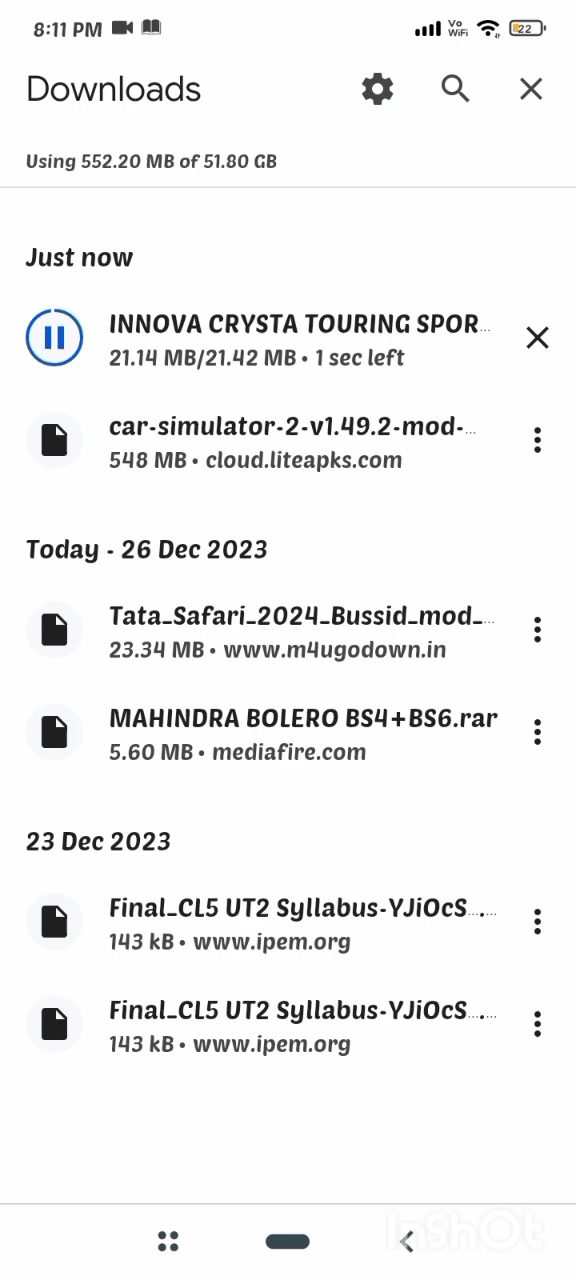 8:11 PM
Vo
WiFi
22
Downloads
Using 552.20 MB of 51.80 GB
Just now
INNOVA CRYSTA TOURING SPOR...
21.14 MB/21.42 MB • 1 sec left
car-simulator-2-v1.49.2-mod-...
548 MB • cloud.liteapks.com
Today - 26 Dec 2023
Tata_Safari_2024_Bussid_mod_...
23.34 MB • www.m4ugodown.in
MAHINDRA BOLERO BS4+BS6.rar
5.60 MB • mediafire.com
23 Dec 2023
Final_CL5 UT2 Syllabus-YJiOcS.......
143 kB • www.ipem.org
Final_CL5 UT2 Syllabus-YJiOcS.......
143 kB • www.ipem.org
InShOt